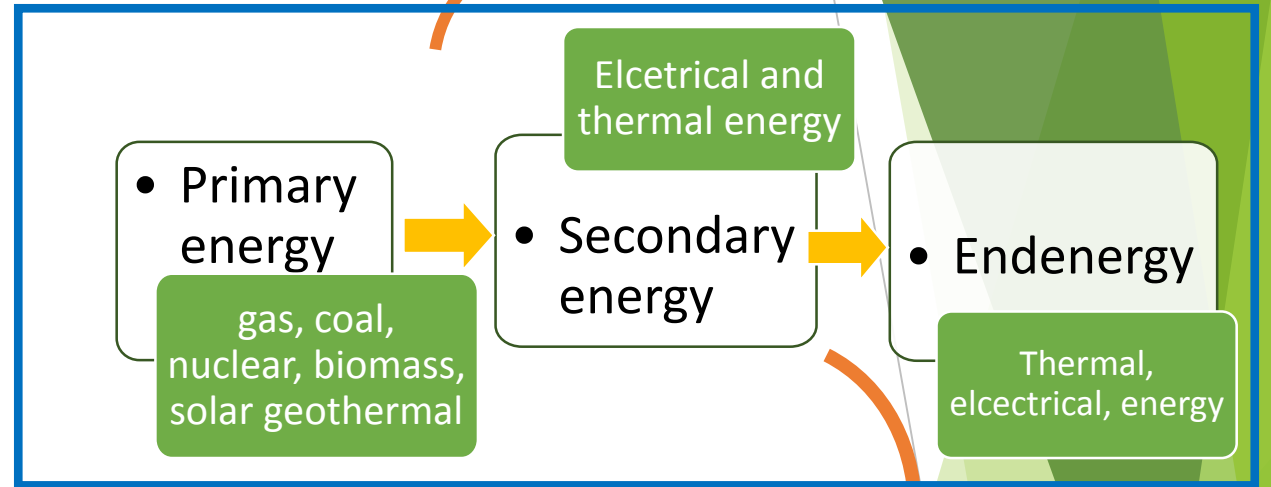 • Primary
energy
gas, coal,
nuclear, biomass,
solar geothermal
Elcetrical and
thermal energy
• Secondary
energy
• Endenergy
Thermal,
elcectrical, energy